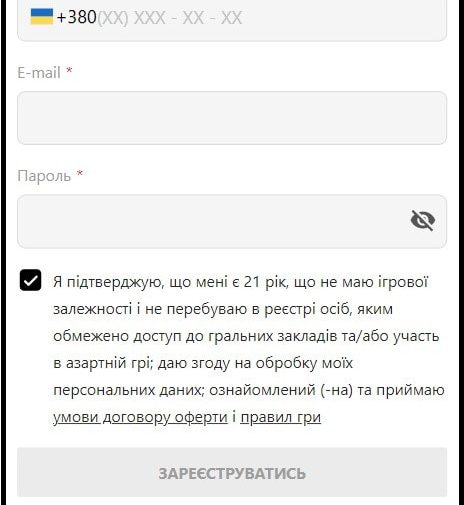 +380(XX) XXX - XX - XX
E-mail *
Пароль *
Я підтверджую, що мені є 21 рік, що не маю ігрової
залежності і не перебуваю в реєстрі осіб, яким
обмежено доступ до гральних закладів та/або участь
в азартній грі; даю згоду на обробку моїх
персональних даних; ознайомлений (-на) та приймаю
умови договору оферти і правил гри
ЗАРЕЄСТРУВАТИСЬ